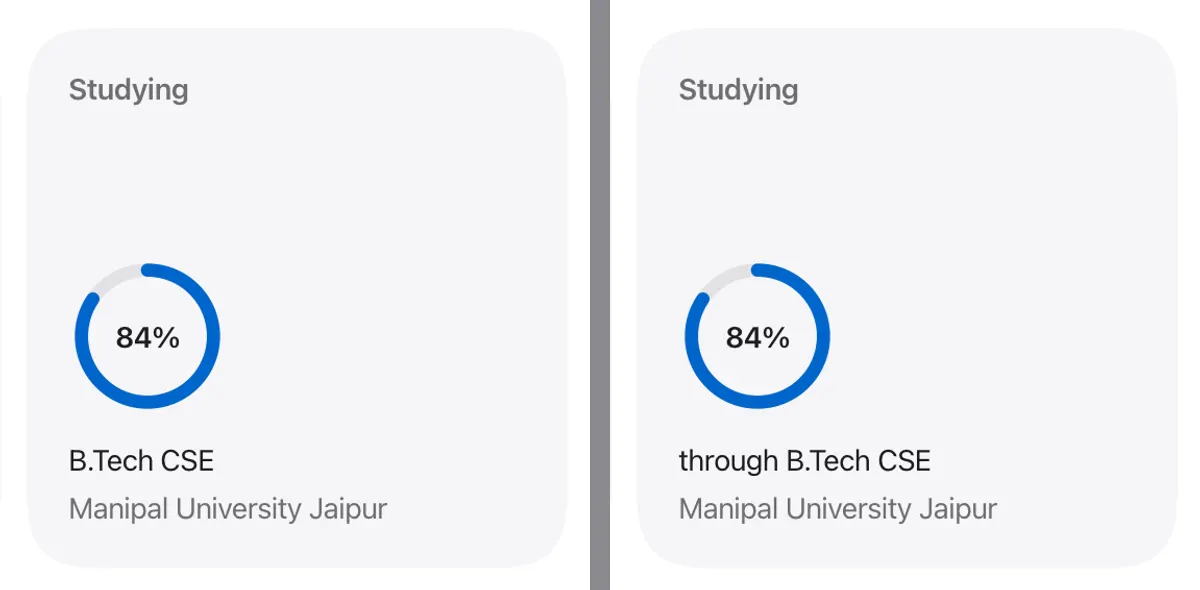 Studying
84%
B.Tech CSE
Manipal University Jaipur
Studying
84%
through B.Tech CSE
Manipal University Jaipur